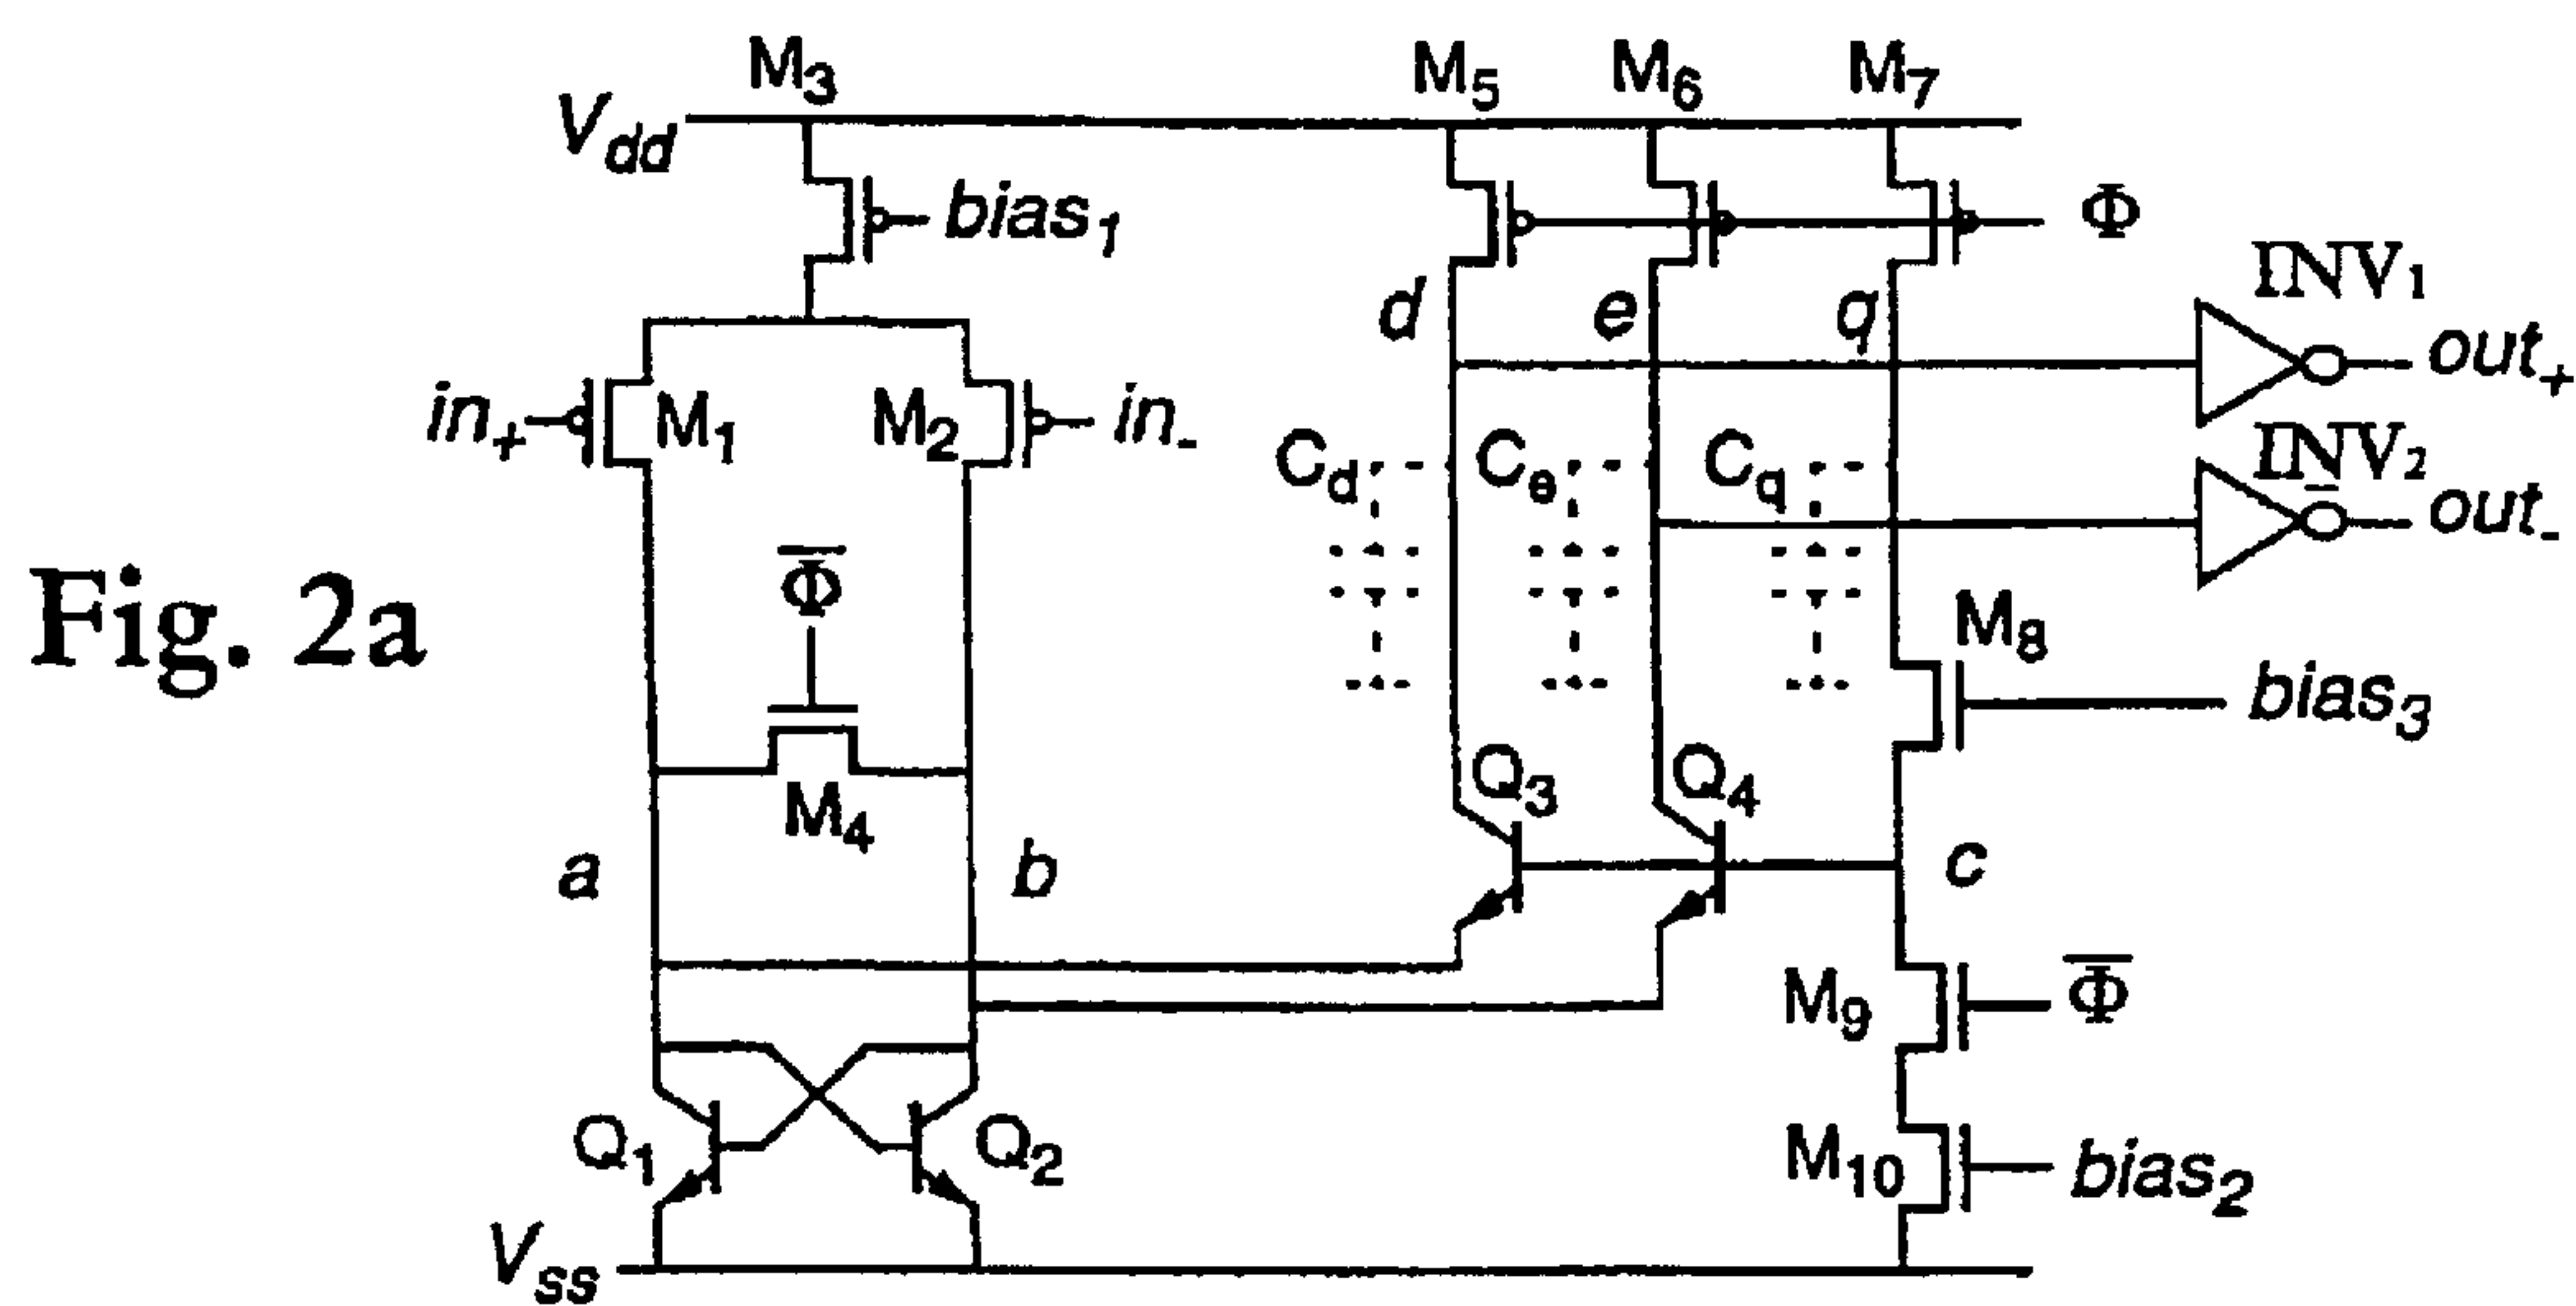 M3
M5
M6
M7
Vdd
bias1
Φ
INV1
d
e
q
out+
in+
M1
M2
in-
Cd
Ce
Cq
INV2
out-
Φ̅
Fig. 2a
M8
bias3
M4
Q3
Q4
a
b
c
M9
Φ̅
Q1
Q2
M10
bias2
Vss